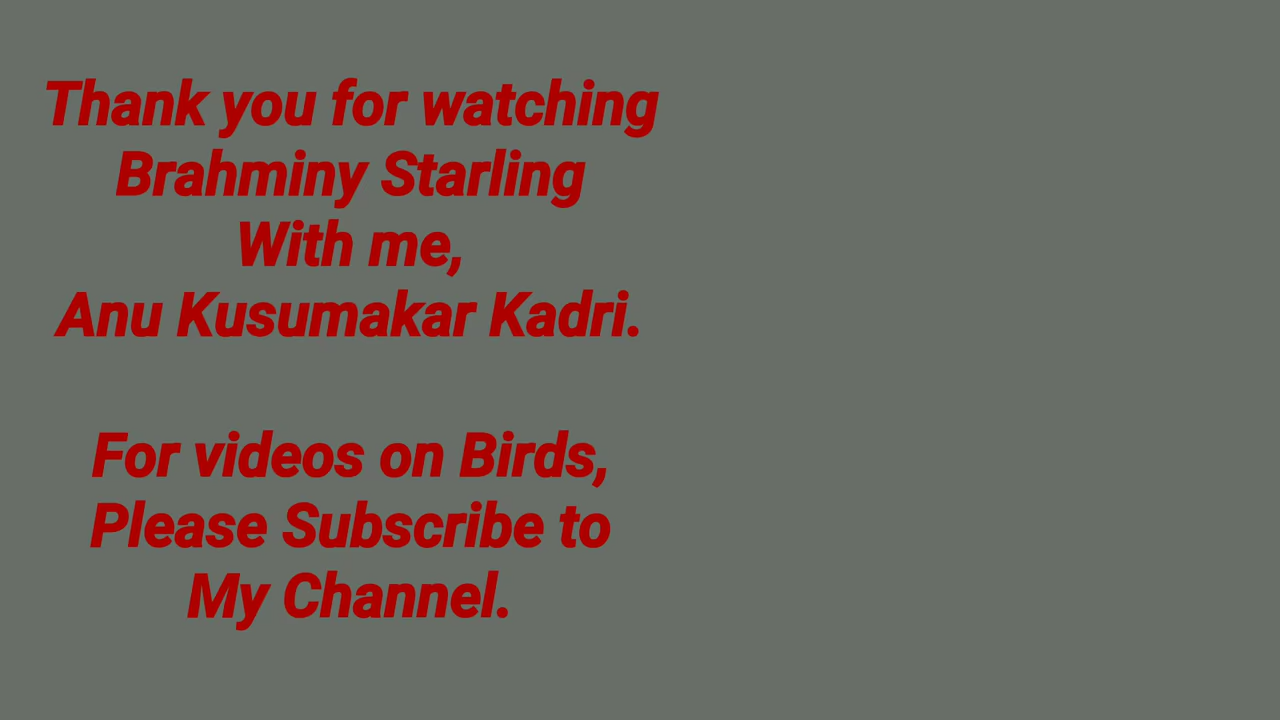 Thank you for watching
Brahminy Starling
With me,
Anu Kusumakar Kadri.
For videos on Birds,
Please Subscribe to
My Channel.